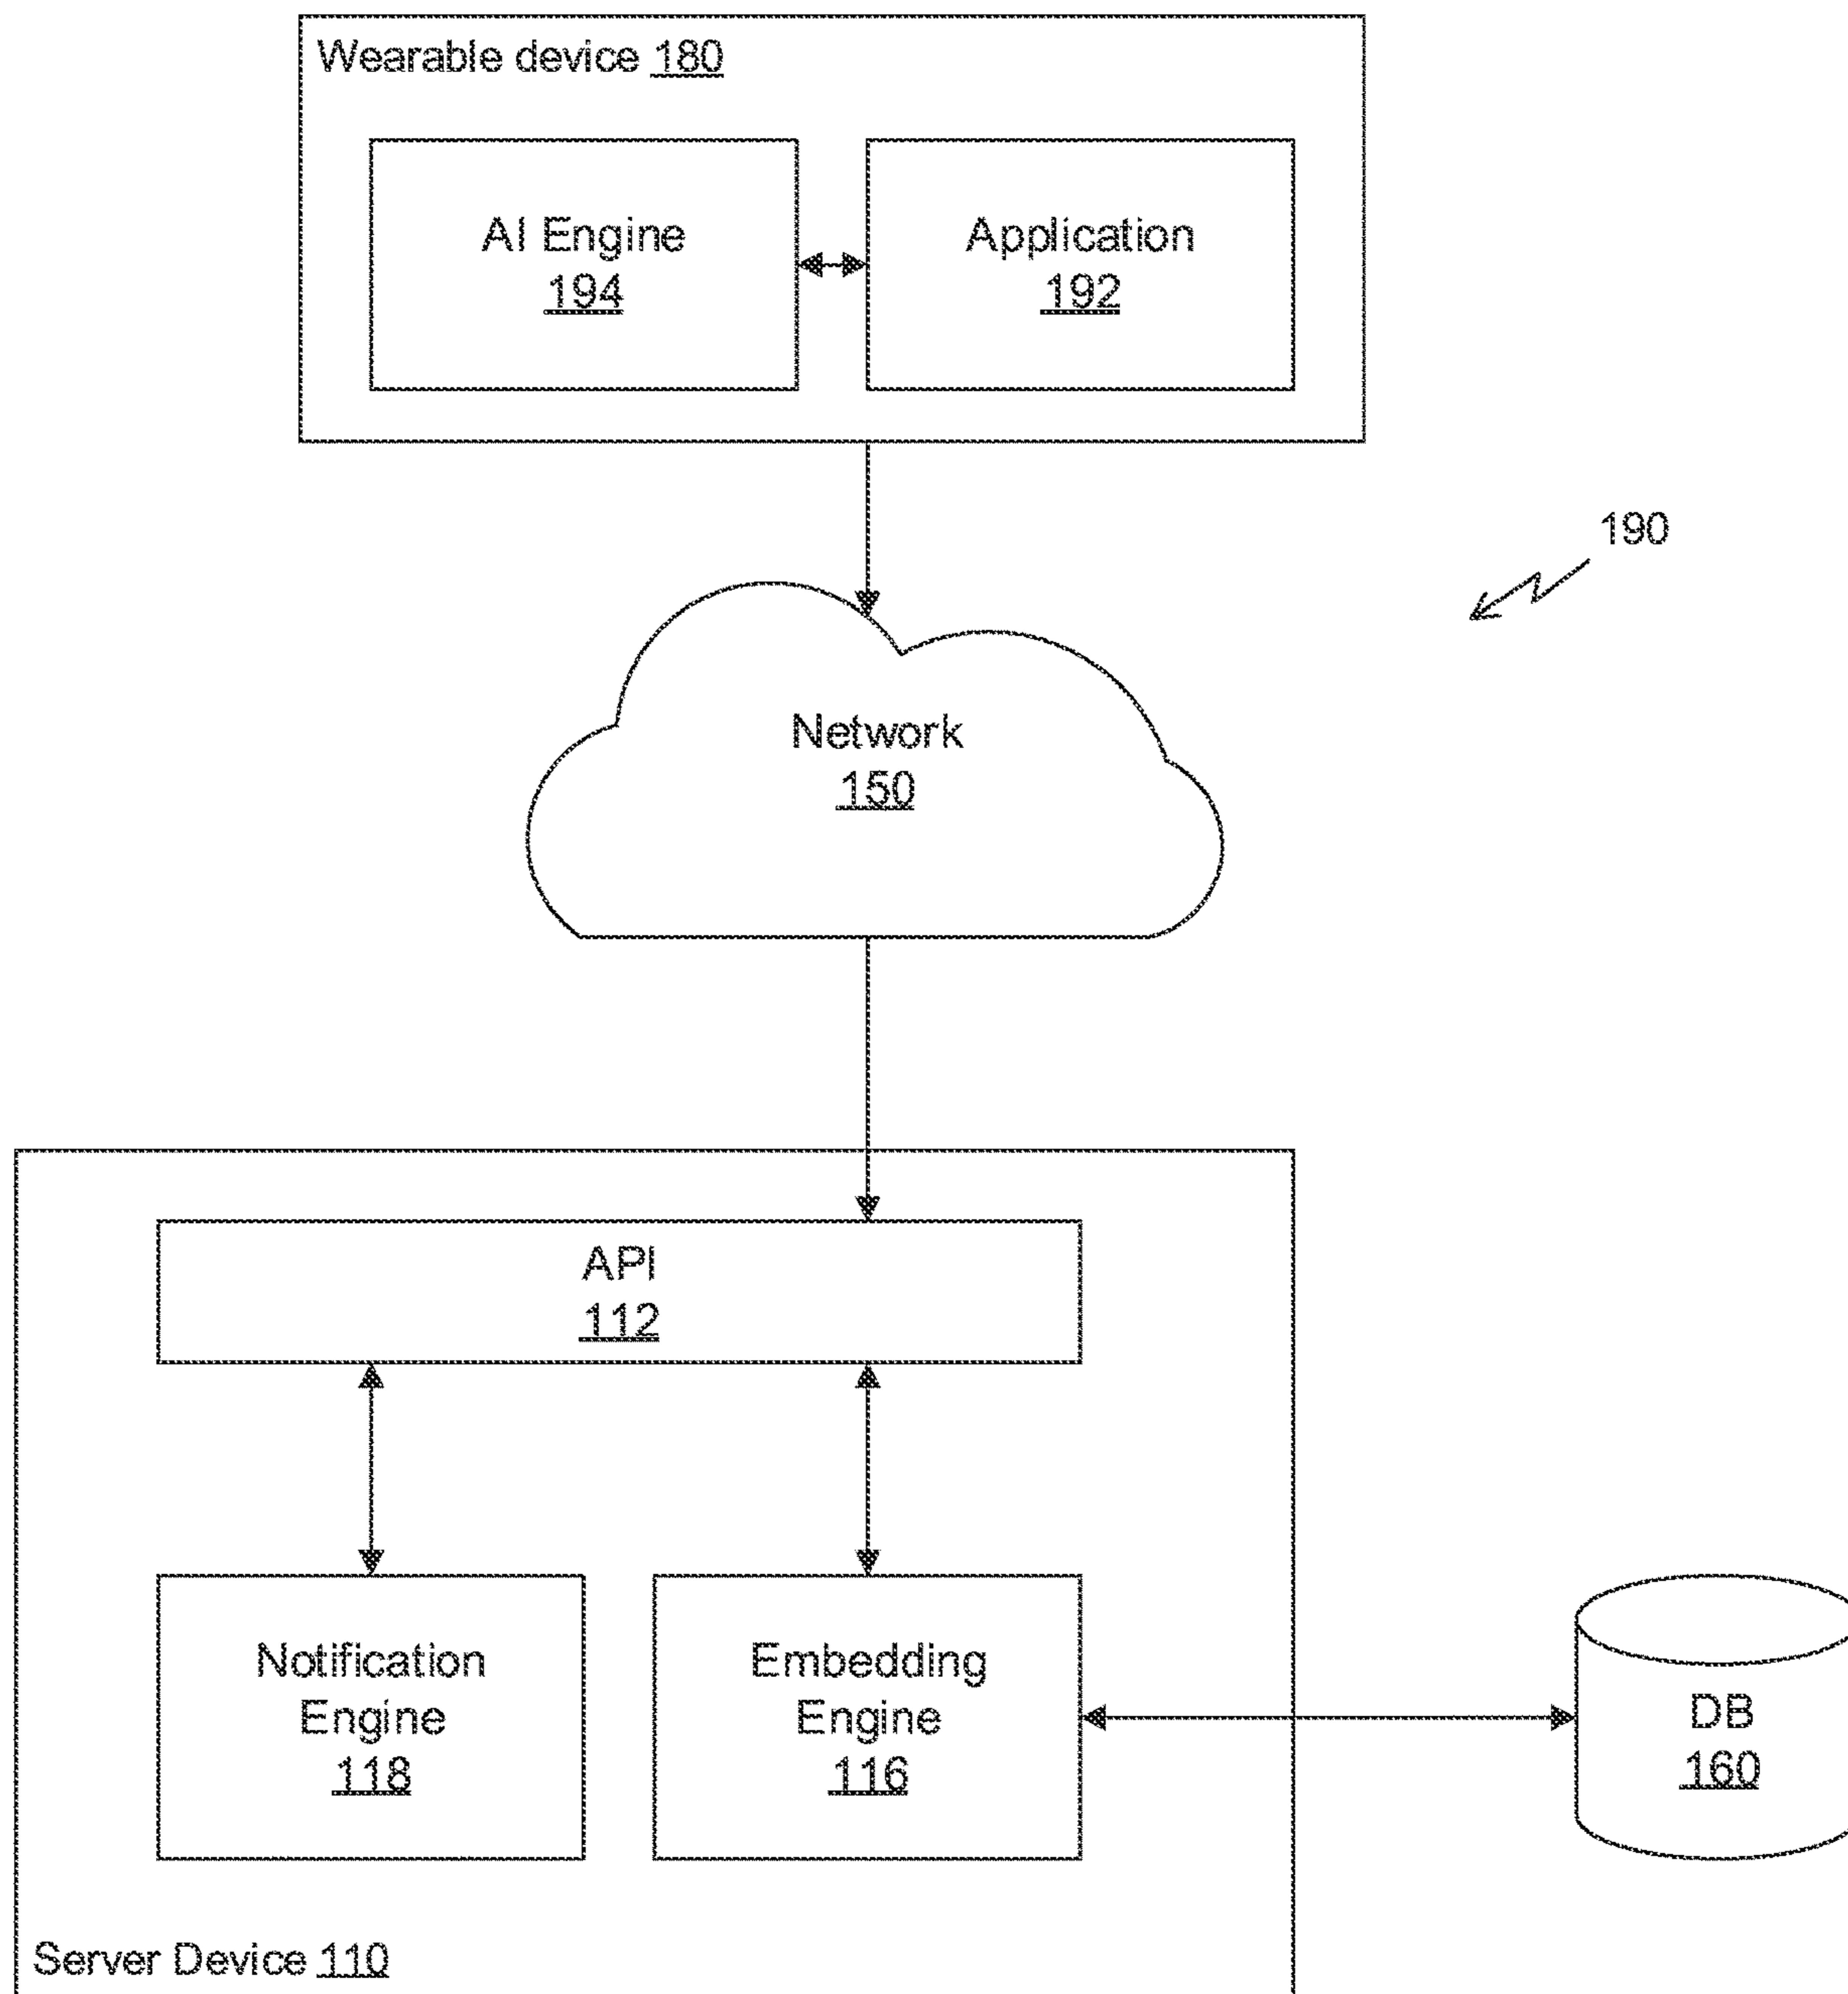 Wearable device 180
AI Engine
194
Application
192
190
Network
150
API
112
Notification
Engine
118
Embedding
Engine
116
DB
160
Server Device 110